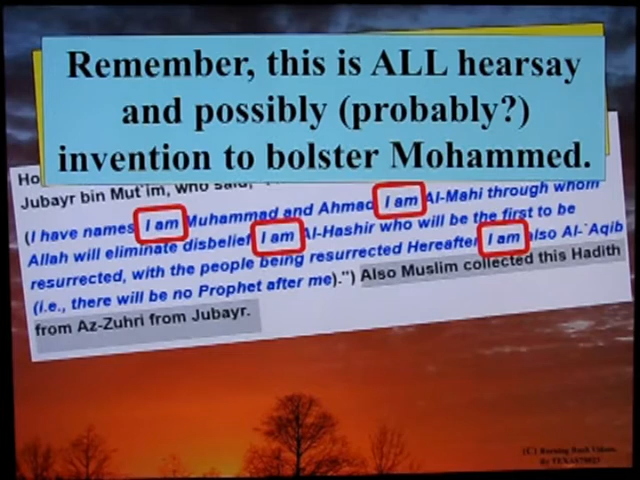 Remember, this is ALL hearsay
and possibly (probably?)
invention to bolster Mohammed.
Ho
Jubayr bin Mut`im, who said,
(I have names I am Muhammad and Ahmad I am Al-Mahi through whom
Allah will eliminate disbelief I am Al-Hashir who will be the first to be
resurrected, with the people being resurrected Hereafter I am also Al-`Aqib
(i.e., there will be no Prophet after me).") Also Muslim collected this Hadith
from Az-Zuhri from Jubayr.
(C) Burning Bush Videos.
By TEXAS70023